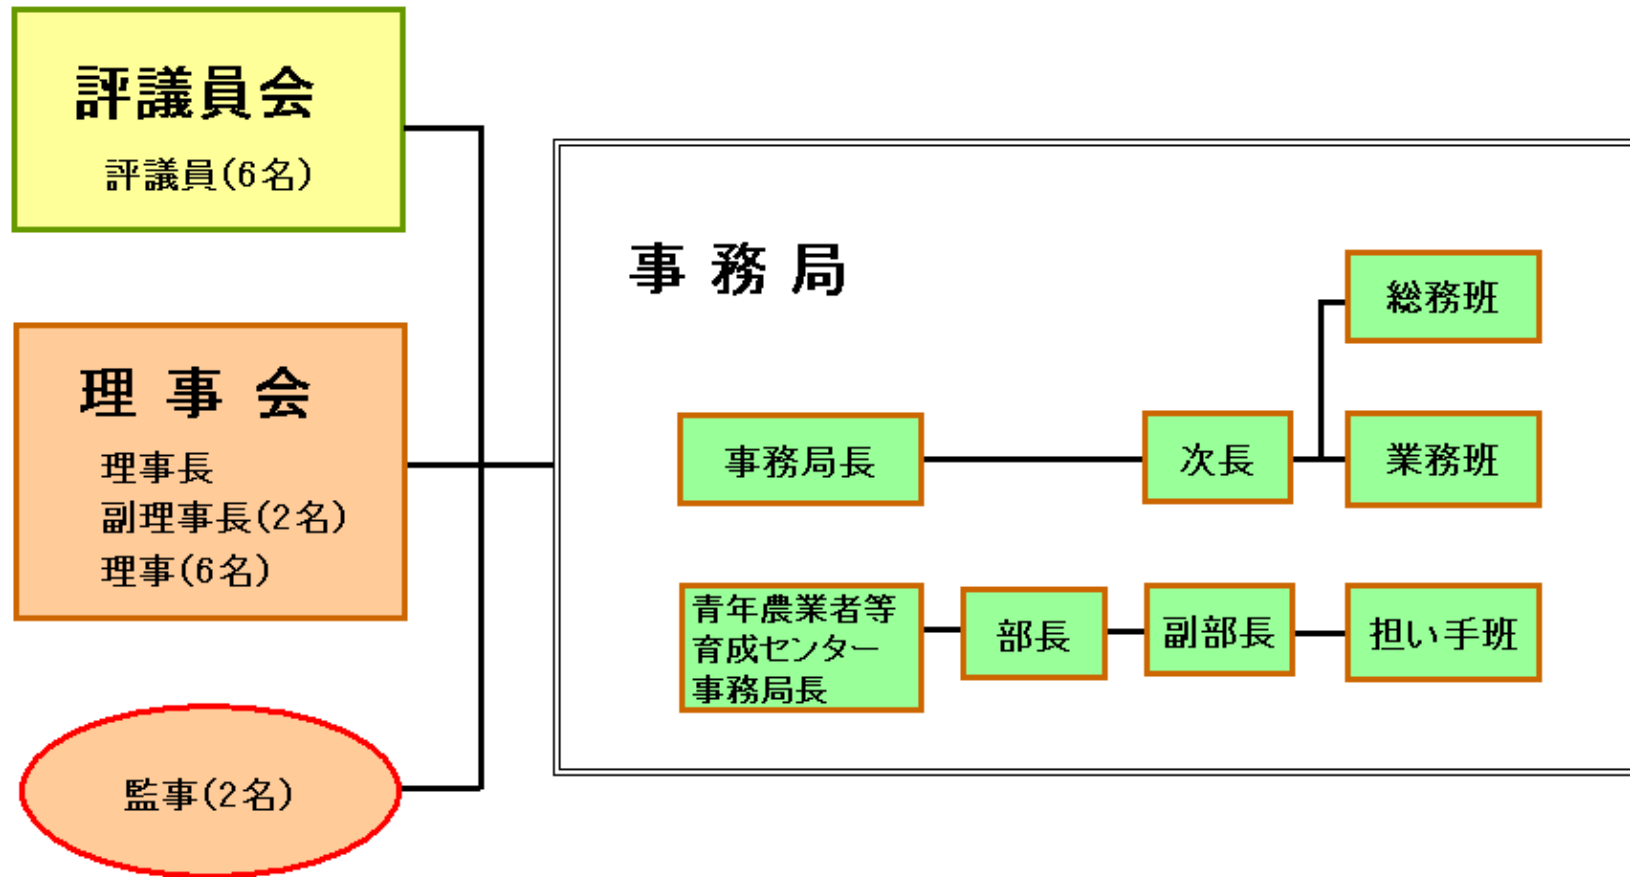 評議員会
評議員(6名)
理事会
理事長
副理事長(2名)
理事(6名)
監事(2名)
事務局
事務局長
次長
総務班
業務班
青年農業者等
育成センター
事務局長
部長
副部長
担い手班